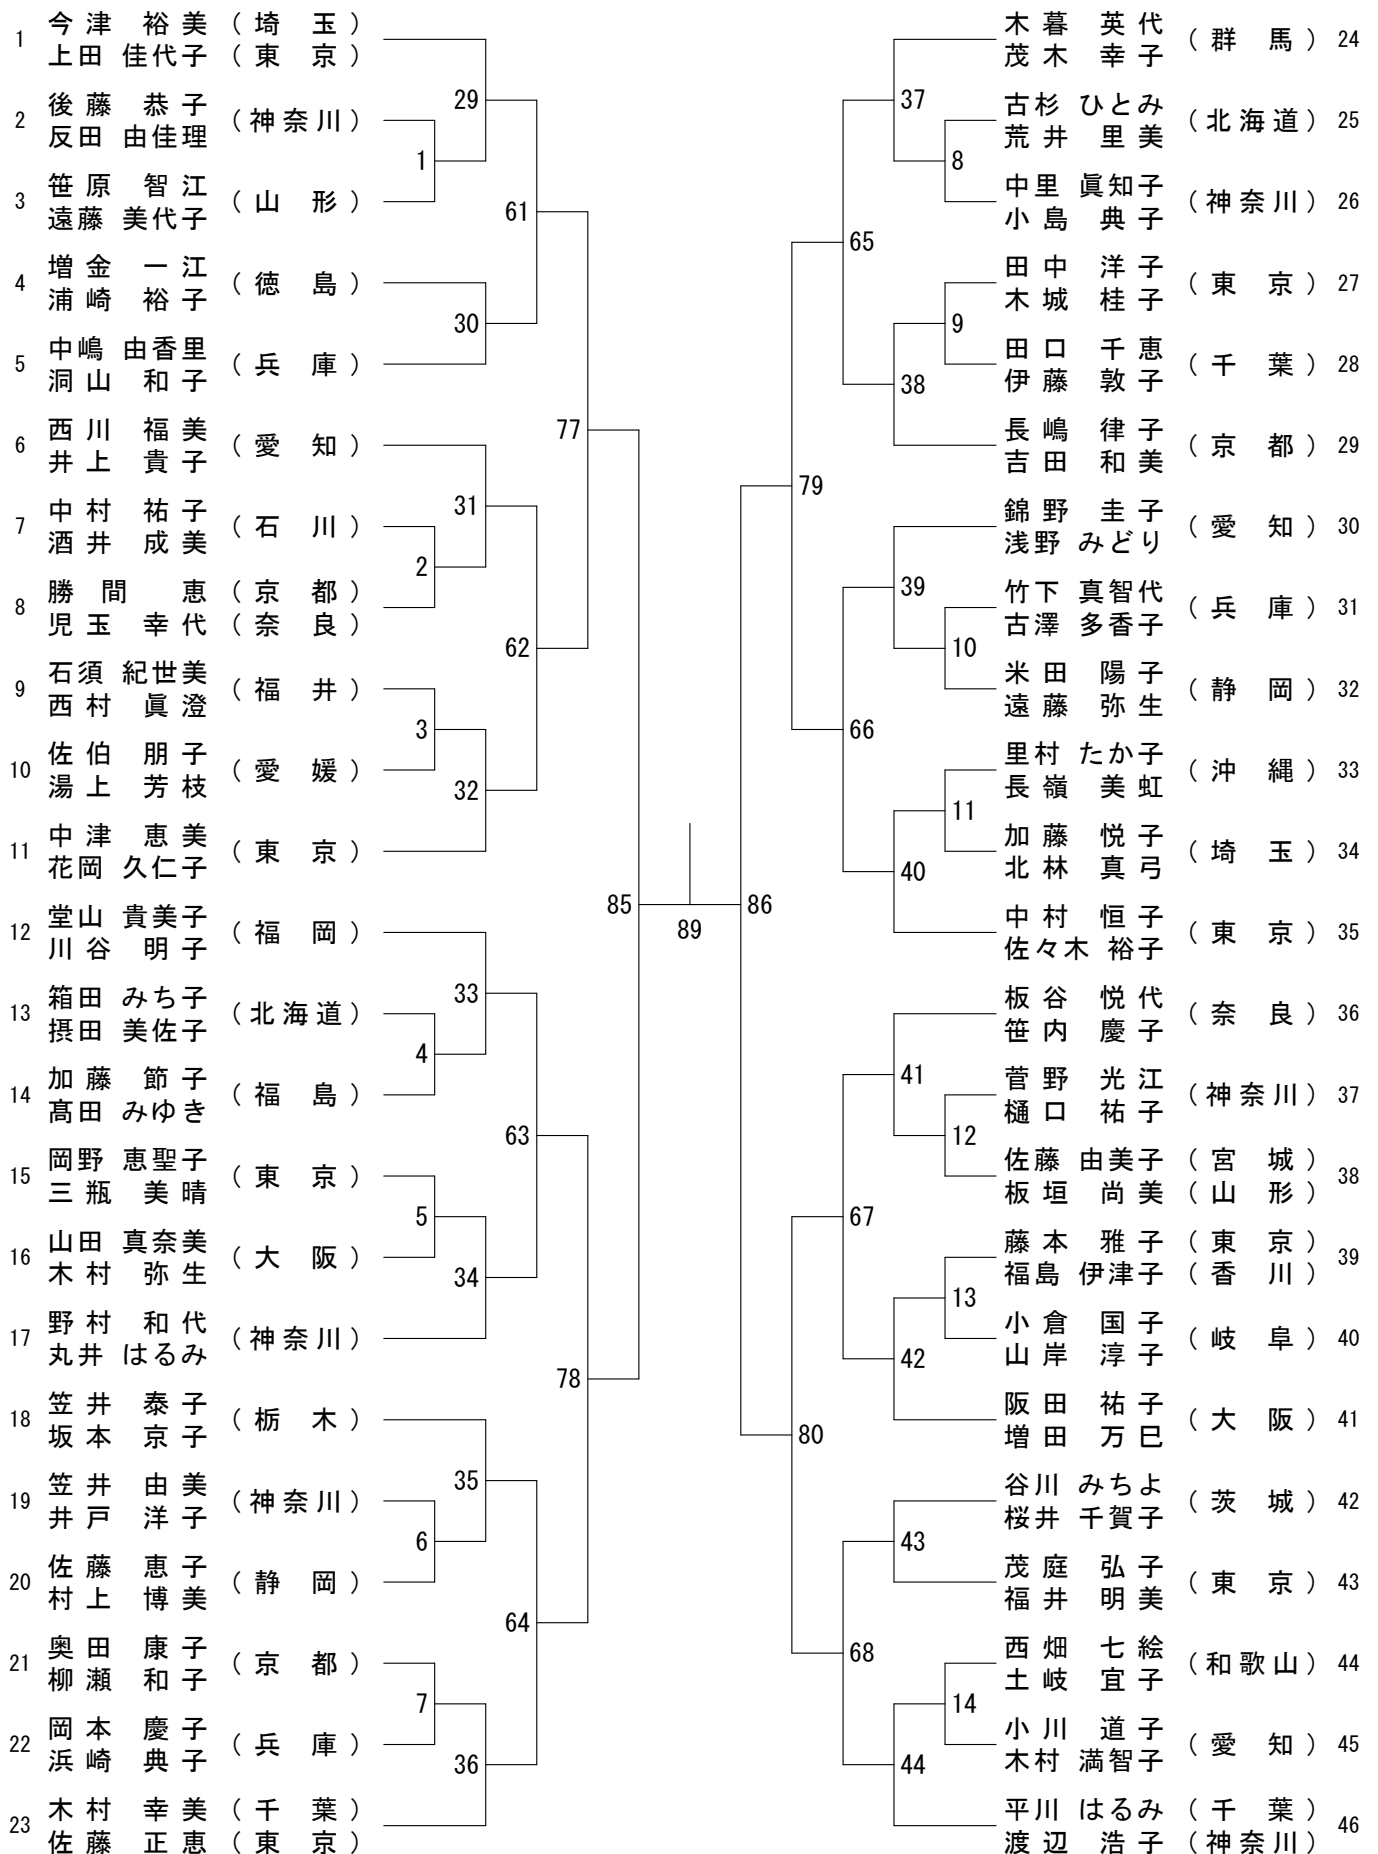 1 今津 裕美 (埼玉)
上田 佳代子 (東京)
2 後藤 恭子 (神奈川)
反田 由佳理
3 笹原 智江 (山形)
遠藤 美代子
4 増金 一江 (徳島)
浦崎 裕子
5 中嶋 由香里 (兵庫)
洞山 和子
6 西川 福美 (愛知)
井上 貴子
7 中村 祐子 (石川)
酒井 成美
8 勝間 恵 (京都)
児玉 幸代 (奈良)
9 石須 紀世美 (福井)
西村 眞澄
10 佐伯 朋子 (愛媛)
湯上 芳枝
11 中津 恵美 (東京)
花岡 久仁子
12 堂山 貴美子 (福岡)
川谷 明子
13 箱田 みち子 (北海道)
摂田 美佐子
14 加藤 節子 (福島)
髙田 みゆき
15 岡野 恵聖子 (東京)
三瓶 美晴
16 山田 真奈美 (大阪)
木村 弥生
17 野村 和代 (神奈川)
丸井 はるみ
18 笠井 泰子 (栃木)
坂本 京子
19 笠井 由美 (神奈川)
井戸 洋子
20 佐藤 恵子 (静岡)
村上 博美
21 奥田 康子 (京都)
柳瀬 和子
22 岡本 慶子 (兵庫)
浜崎 典子
23 木村 幸美 (千葉)
佐藤 正恵 (東京)
1
2
3
4
5
6
7
29
30
31
32
33
34
35
36
61
62
63
64
77
78
85
89
86
79
80
65
66
67
68
37
38
39
40
41
42
43
44
8
9
10
11
12
13
14
木暮 英代 (群馬) 24
茂木 幸子
古杉 ひとみ (北海道) 25
荒井 里美
中里 眞知子 (神奈川) 26
小島 典子
田中 洋子 (東京) 27
木城 桂子
田口 千恵 (千葉) 28
伊藤 敦子
長嶋 律子 (京都) 29
吉田 和美
錦野 圭子 (愛知) 30
浅野 みどり
竹下 真智代 (兵庫) 31
古澤 多香子
米田 陽子 (静岡) 32
遠藤 弥生
里村 たか子 (沖縄) 33
長嶺 美虹
加藤 悦子 (埼玉) 34
北林 真弓
中村 恒子 (東京) 35
佐々木 裕子
板谷 悦代 (奈良) 36
笹内 慶子
菅野 光江 (神奈川) 37
樋口 祐子
佐藤 由美子 (宮城) 38
板垣 尚美 (山形)
藤本 雅子 (東京) 39
福島 伊津子 (香川)
小倉 国子 (岐阜) 40
山岸 淳子
阪田 祐子 (大阪) 41
増田 万巳
谷川 みちよ (茨城) 42
桜井 千賀子
茂庭 弘子 (東京) 43
福井 明美
西畑 七絵 (和歌山) 44
土岐 宜子
小川 道子 (愛知) 45
木村 満智子
平川 はるみ (千葉) 46
渡辺 浩子 (神奈川)